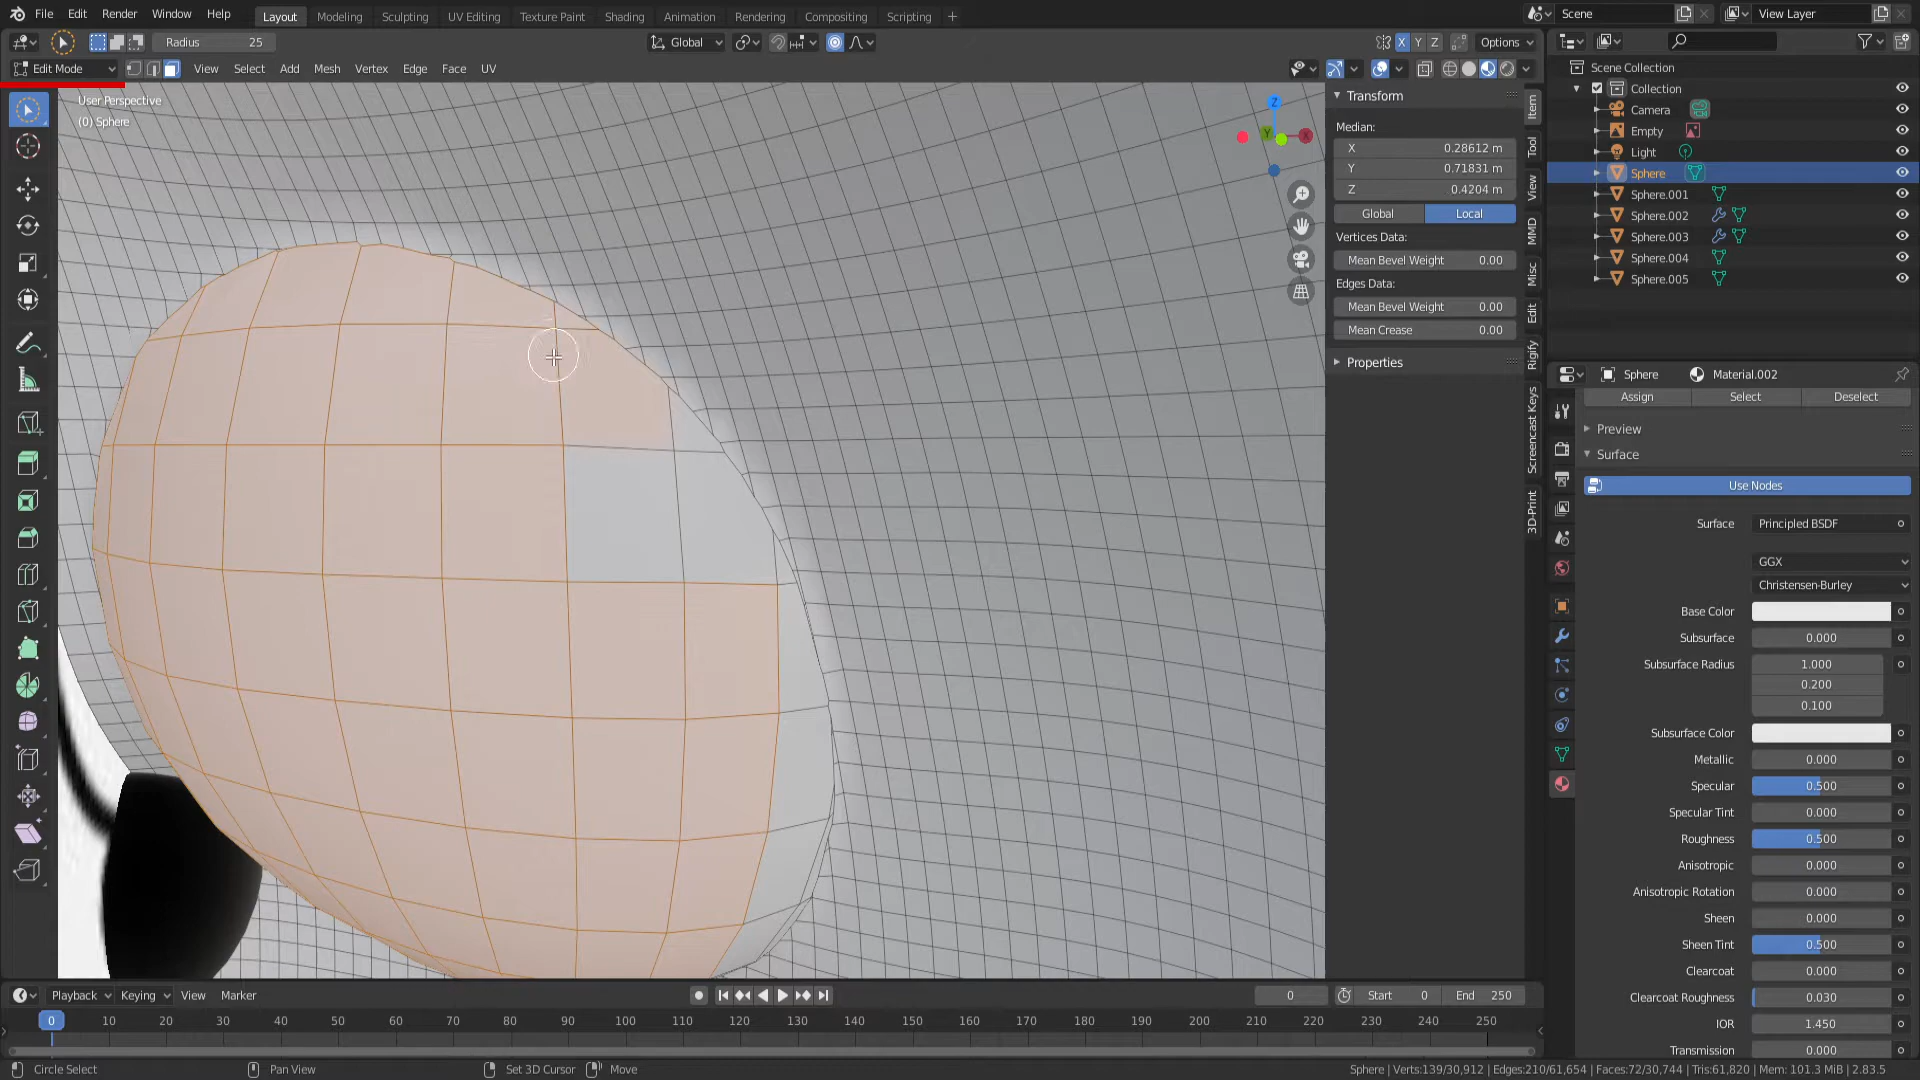 File Edit Render Window Help Layout Modeling Sculpting UV Editing Texture Paint Shading Animation Rendering Compositing Scripting + Scene View Layer
Radius 25 Global X Y Z Options
Edit Mode View Select Add Mesh Vertex Edge Face UV
User Perspective
(0) Sphere
Z
Y
X
Transform
Median:
X 0.28612 m
Y 0.71831 m
Z 0.4204 m
Global Local
Vertices Data:
Mean Bevel Weight 0.00
Edges Data:
Mean Bevel Weight 0.00
Mean Crease 0.00
Properties
Item
Tool
View
MMD
Misc
Edit
Rigify
Screencast Keys
3D-Print
Scene Collection
Collection
Camera
Empty
Light
Sphere
Sphere.001
Sphere.002
Sphere.003
Sphere.004
Sphere.005
Sphere Material.002
Assign Select Deselect
Preview
Surface
Use Nodes
Surface Principled BSDF
GGX
Christensen-Burley
Base Color
Subsurface 0.000
Subsurface Radius 1.000
0.200
0.100
Subsurface Color
Metallic 0.000
Specular 0.500
Specular Tint 0.000
Roughness 0.500
Anisotropic 0.000
Anisotropic Rotation 0.000
Sheen 0.000
Sheen Tint 0.500
Clearcoat 0.000
Clearcoat Roughness 0.030
IOR 1.450
Transmission 0.000
Playback Keying View Marker 0 Start 0 End 250
0 10 20 30 40 50 60 70 80 90 100 110 120 130 140 150 160 170 180 190 200 210 220 230 240 250
Circle Select Pan View Set 3D Cursor Move Sphere | Verts:139/30,912 | Edges:210/61,654 | Faces:72/30,744 | Tris:61,820 | Mem: 101.3 MiB | 2.83.5